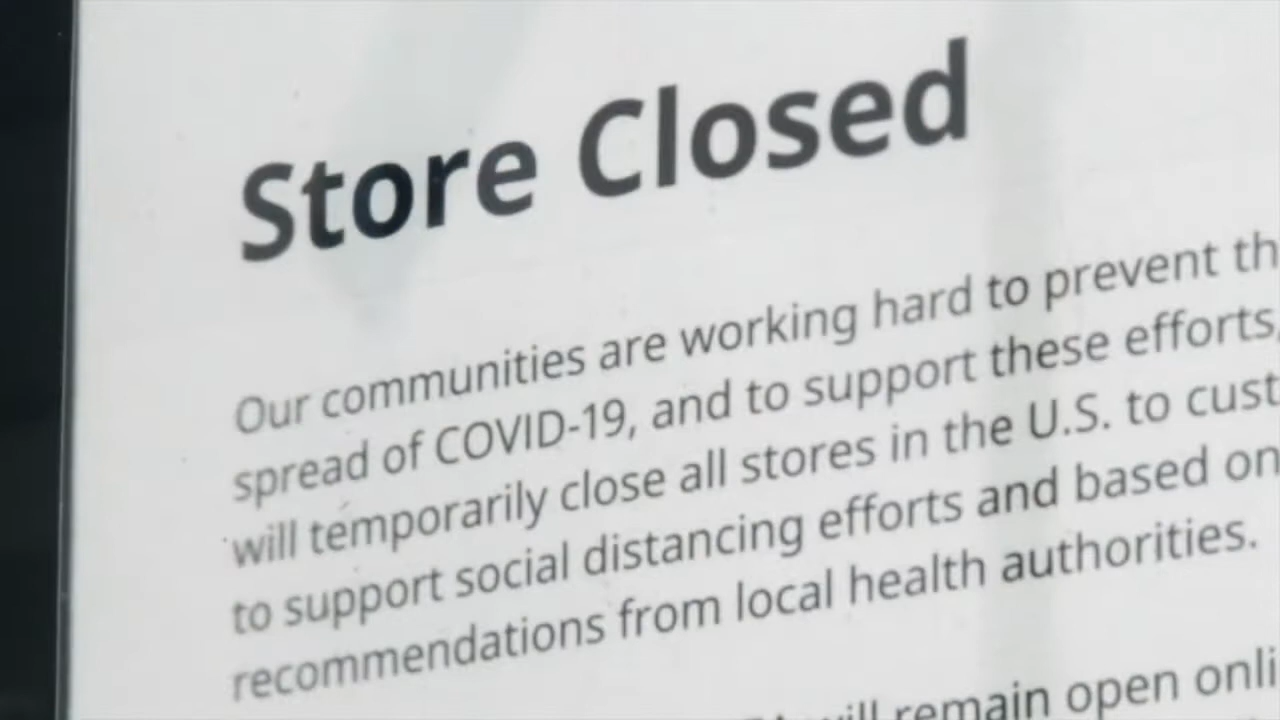 Store Closed
Our communities are working hard to prevent th
spread of COVID-19, and to support these efforts,
will temporarily close all stores in the U.S. to cust
to support social distancing efforts and based on
recommendations from local health authorities.
will remain open onli